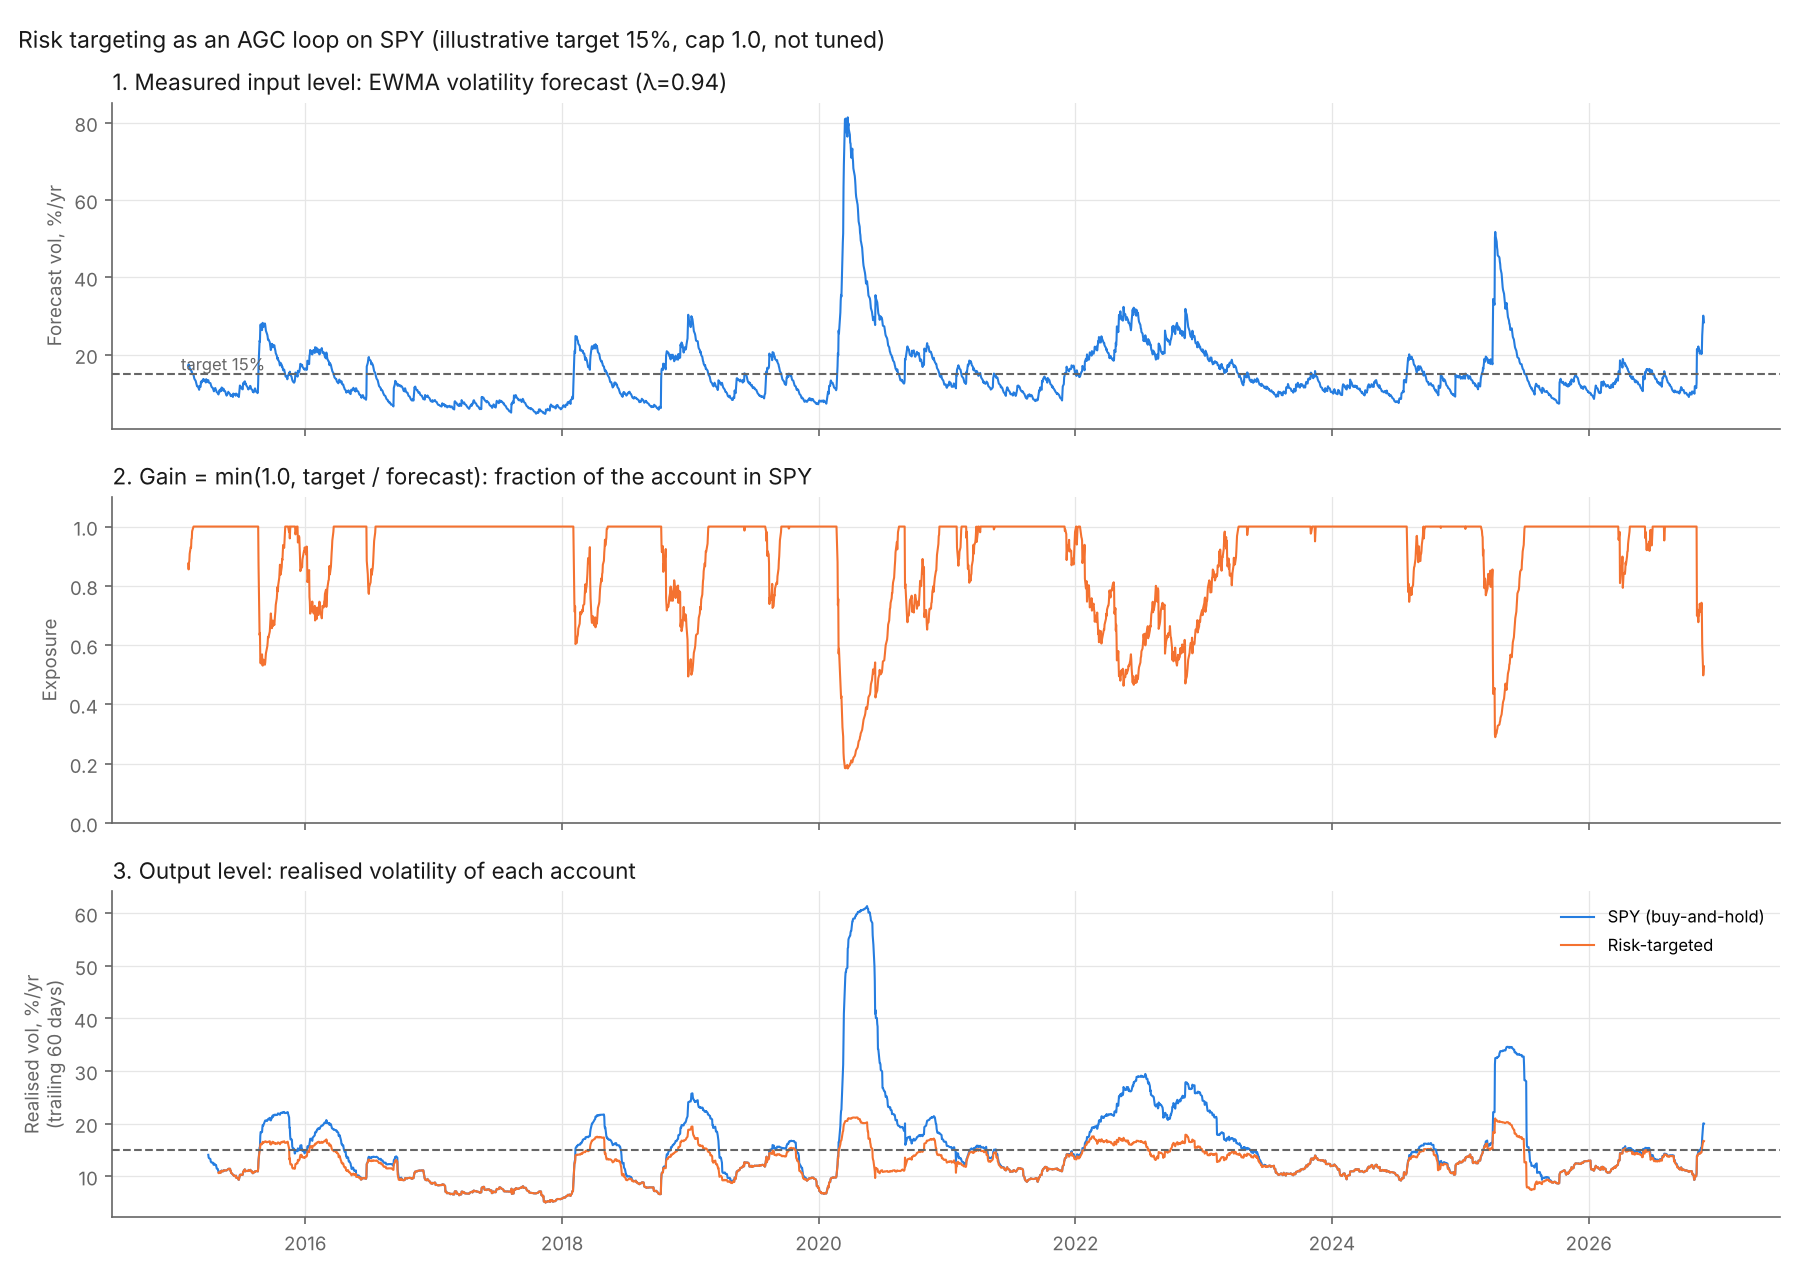 Risk targeting as an AGC loop on SPY (illustrative target 15%, cap 1.0, not tuned)
1. Measured input level: EWMA volatility forecast (λ=0.94)
Forecast vol, %/yr
80
60
40
20
target 15%
2. Gain = min(1.0, target / forecast): fraction of the account in SPY
Exposure
1.0
0.8
0.6
0.4
0.2
0.0
3. Output level: realised volatility of each account
Realised vol, %/yr
(trailing 60 days)
60
50
40
30
20
10
SPY (buy-and-hold)
Risk-targeted
2016
2018
2020
2022
2024
2026